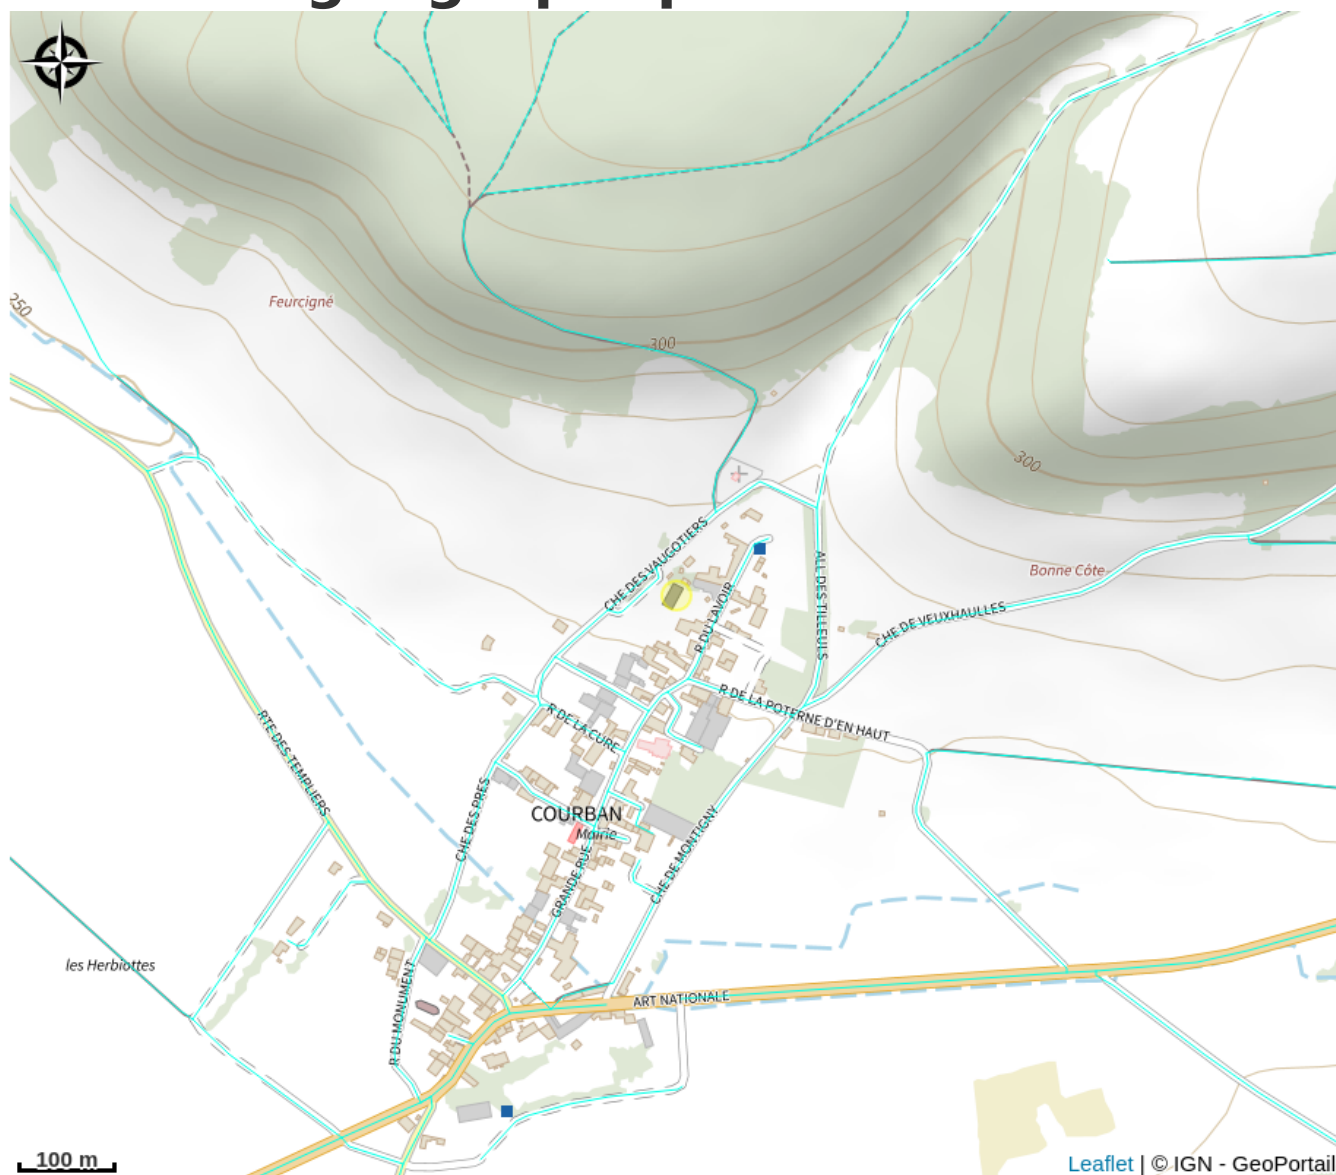 Feurcigné
250
300
300
CHE DES VAUGOTIERS
R DU LAVOIR
ALL DES TILLEULS
Bonne Côte
CHE DE VEUXHAULLES
R DE LA POTERNE D'EN HAUT
R DE LA CURE
RTE DES TEMPLIERS
CHE DES PRES
COURBAN
Mairie
GRANDE RUE
CHE DE MONTIGNY
les Herbiottes
R DU MONUMENT
ART NATIONALE
100 m
Leaflet | © IGN - GeoPortail